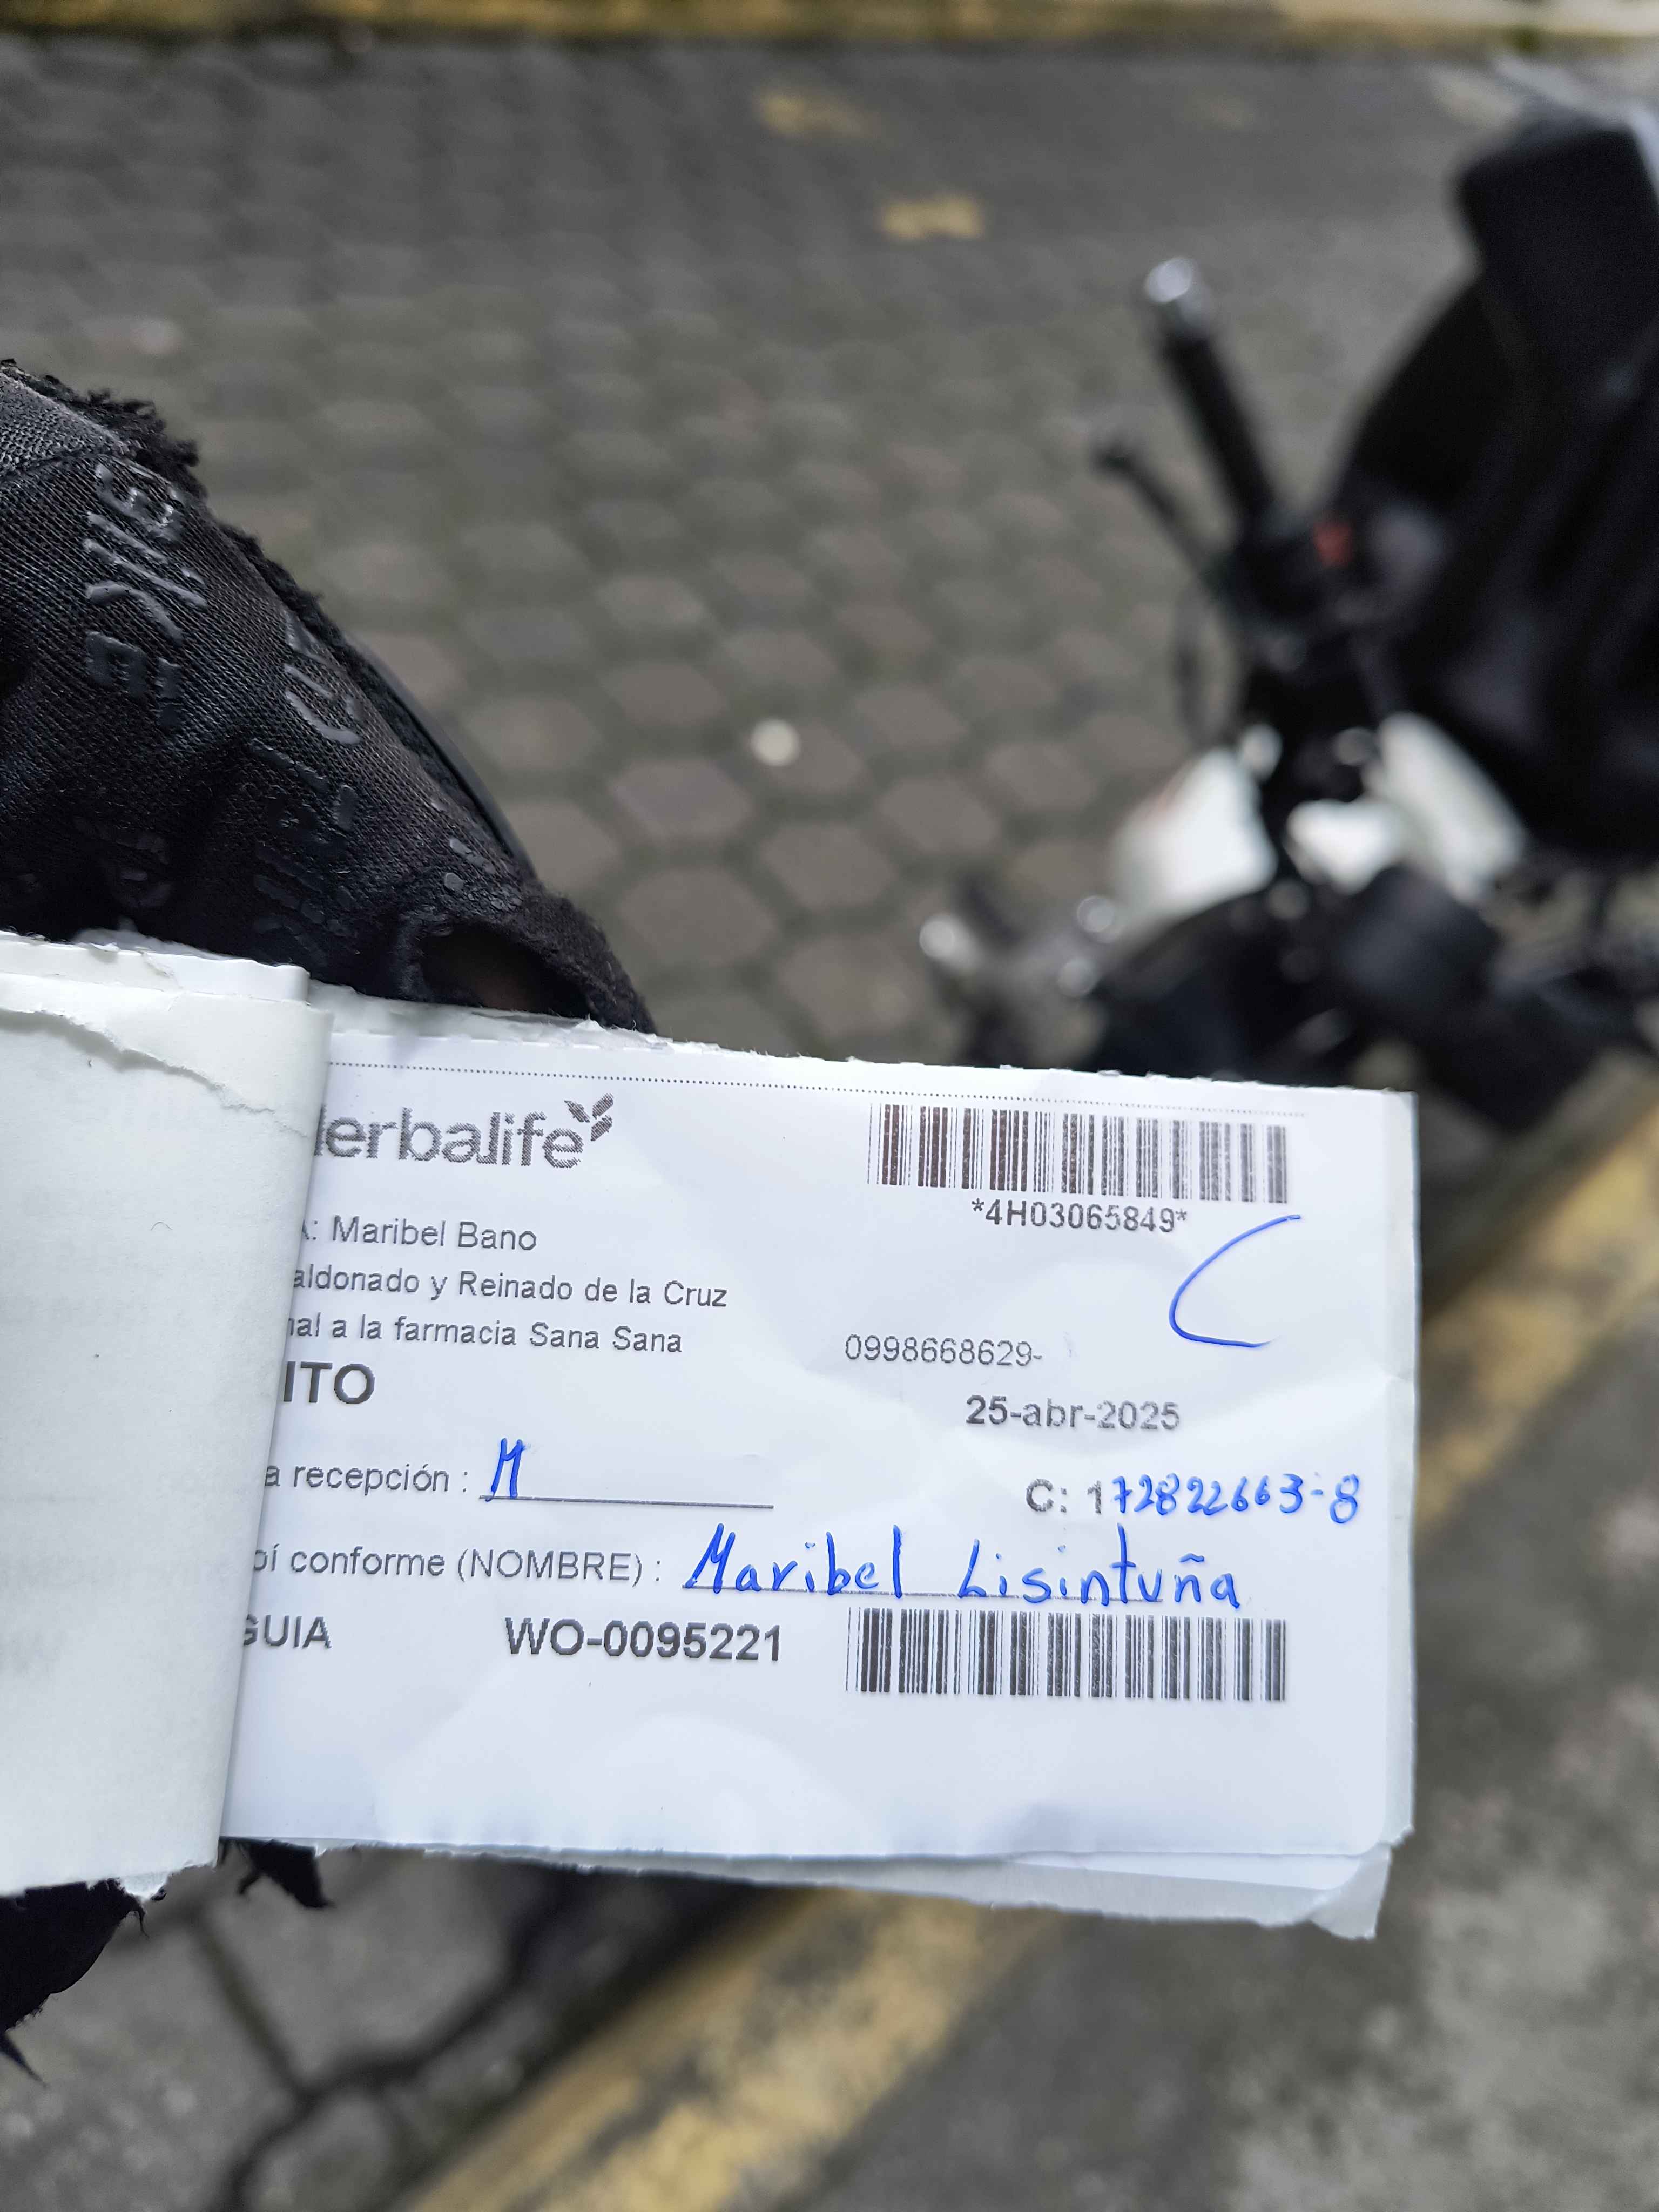 erbalife
*4H03065849*
: Maribel Bano
aldonado y Reinado de la Cruz
nal a la farmacia Sana Sana
0998668629-
ITO
25-abr-2025
a recepción : M
C: 172822663-8
bí conforme (NOMBRE) : Maribel Lisintuña
GUIA WO-0095221